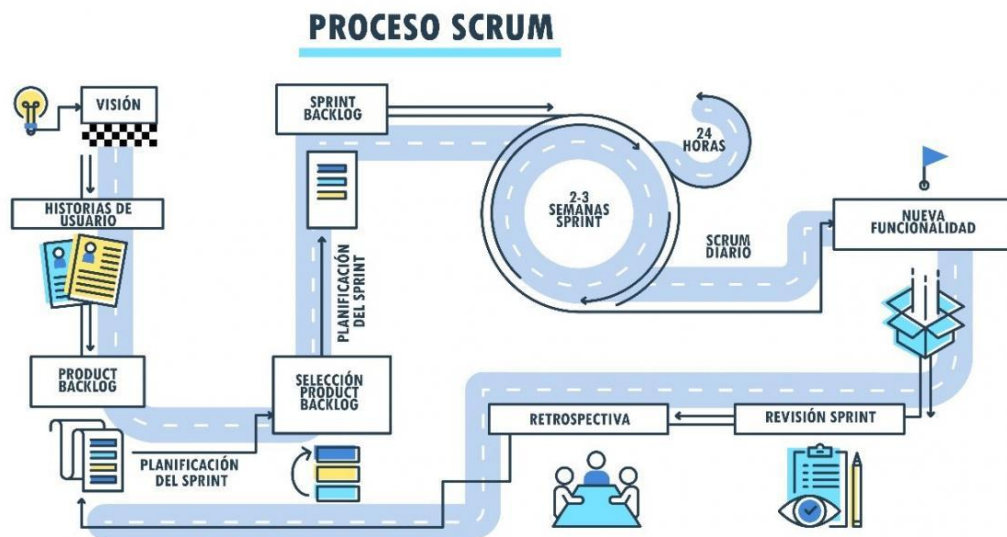 PROCESO SCRUM
VISIÓN
HISTORIAS DE
USUARIO
PRODUCT
BACKLOG
PLANIFICACIÓN
DEL SPRINT
SELECCIÓN
PRODUCT
BACKLOG
PLANIFICACIÓN
DEL SPRINT
SPRINT
BACKLOG
2-3
SEMANAS
SPRINT
24
HORAS
SCRUM
DIARIO
NUEVA
FUNCIONALIDAD
REVISIÓN SPRINT
RETROSPECTIVA